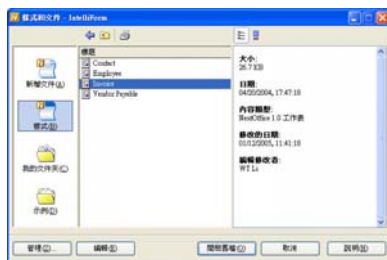 樣式和文件 - IntelliForm
標題
Contact
Employee
Invoice
Vendor Payable
新增文件(A)
樣式(B)
我的文件夾(C)
示例(D)
大小:
26.7 KB
日期:
04/20/2004, 17:47:18
內容類型:
NextOffice 1.0 工作表
修改的日期:
01/12/2005, 11:41:18
編輯修改者:
WT Ls
管理(Z)...
編輯(E)
開啟舊檔(O)
取消
說明(H)